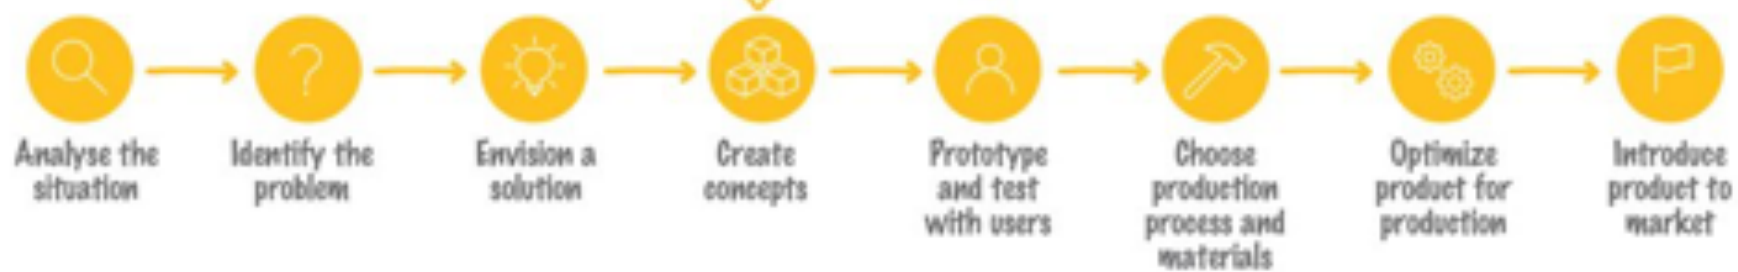 Analyse the
situation
Identify the
problem
Envision a
solution
Create
concepts
Prototype
and test
with users
Choose
production
process and
materials
Optimize
product for
production
Introduce
product to
market